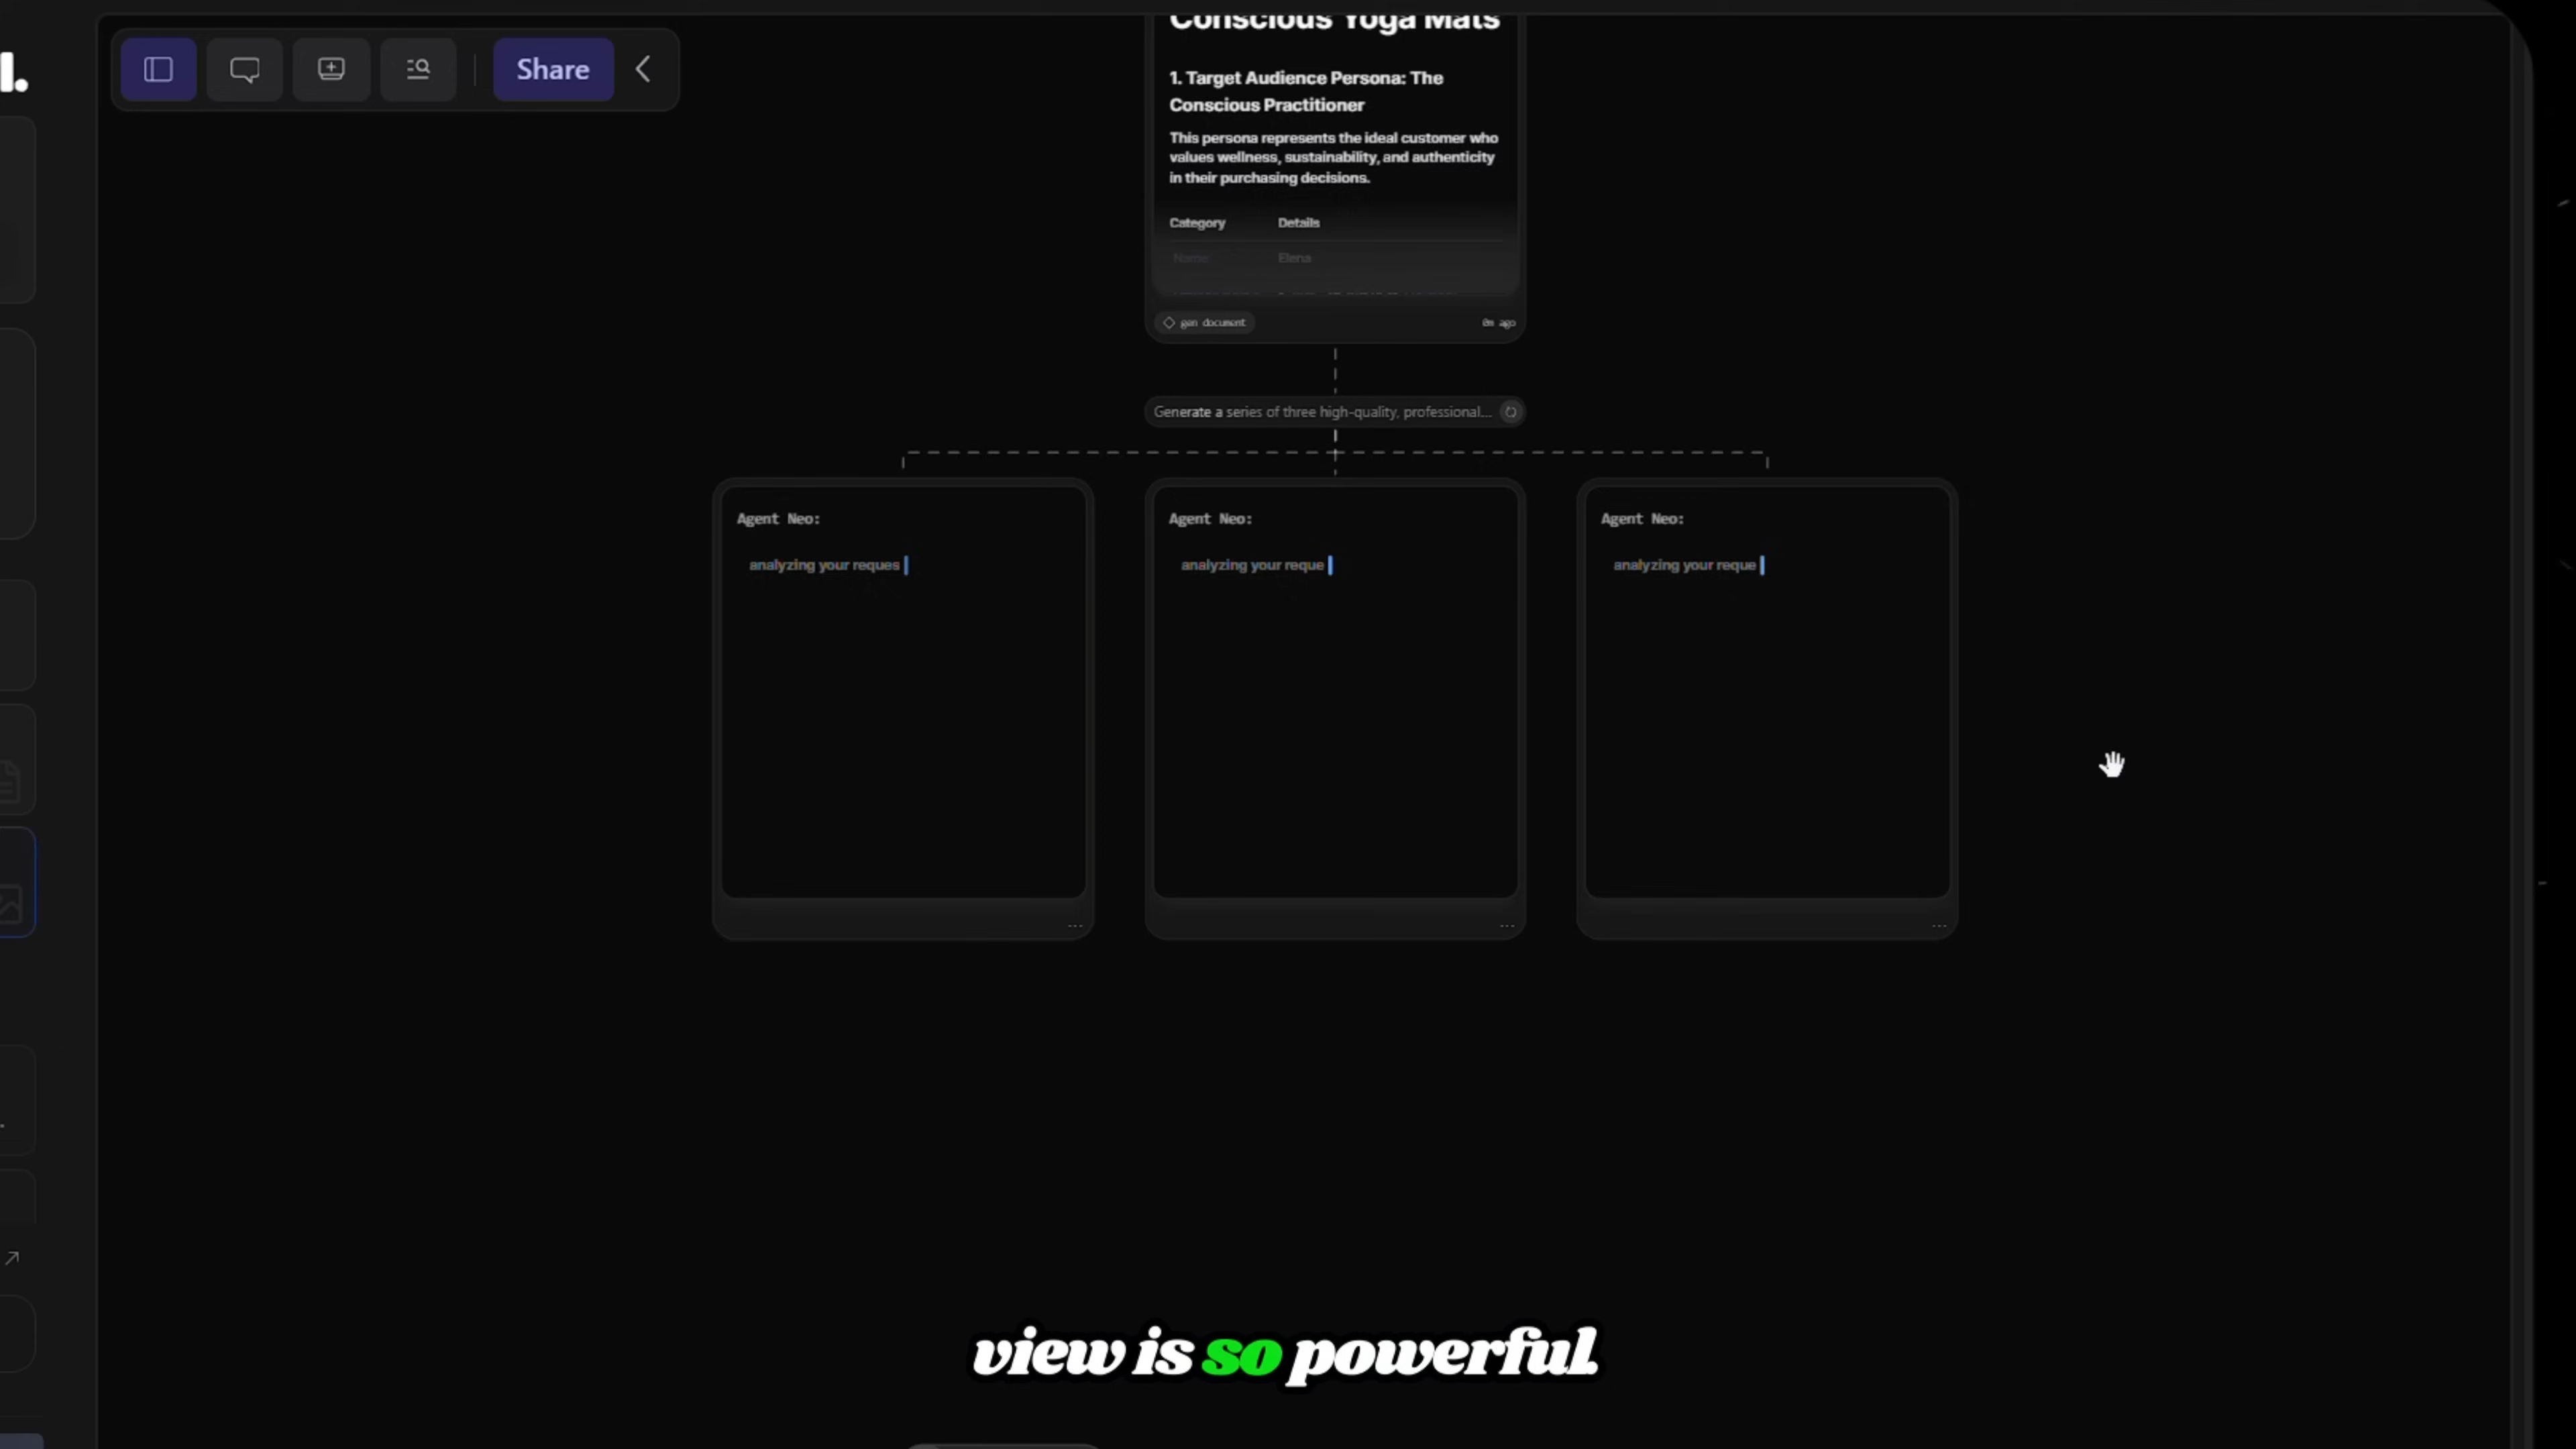 l.
Share
Conscious Yoga Mats
1. Target Audience Persona: The
Conscious Practitioner
This persona represents the ideal customer who
values wellness, sustainability, and authenticity
in their purchasing decisions.
Category Details
Name Elena
gen document 0m ago
Generate a series of three high-quality, professional...
Agent Neo:
analyzing your reques
Agent Neo:
analyzing your reque
Agent Neo:
analyzing your reque
view is so powerful.